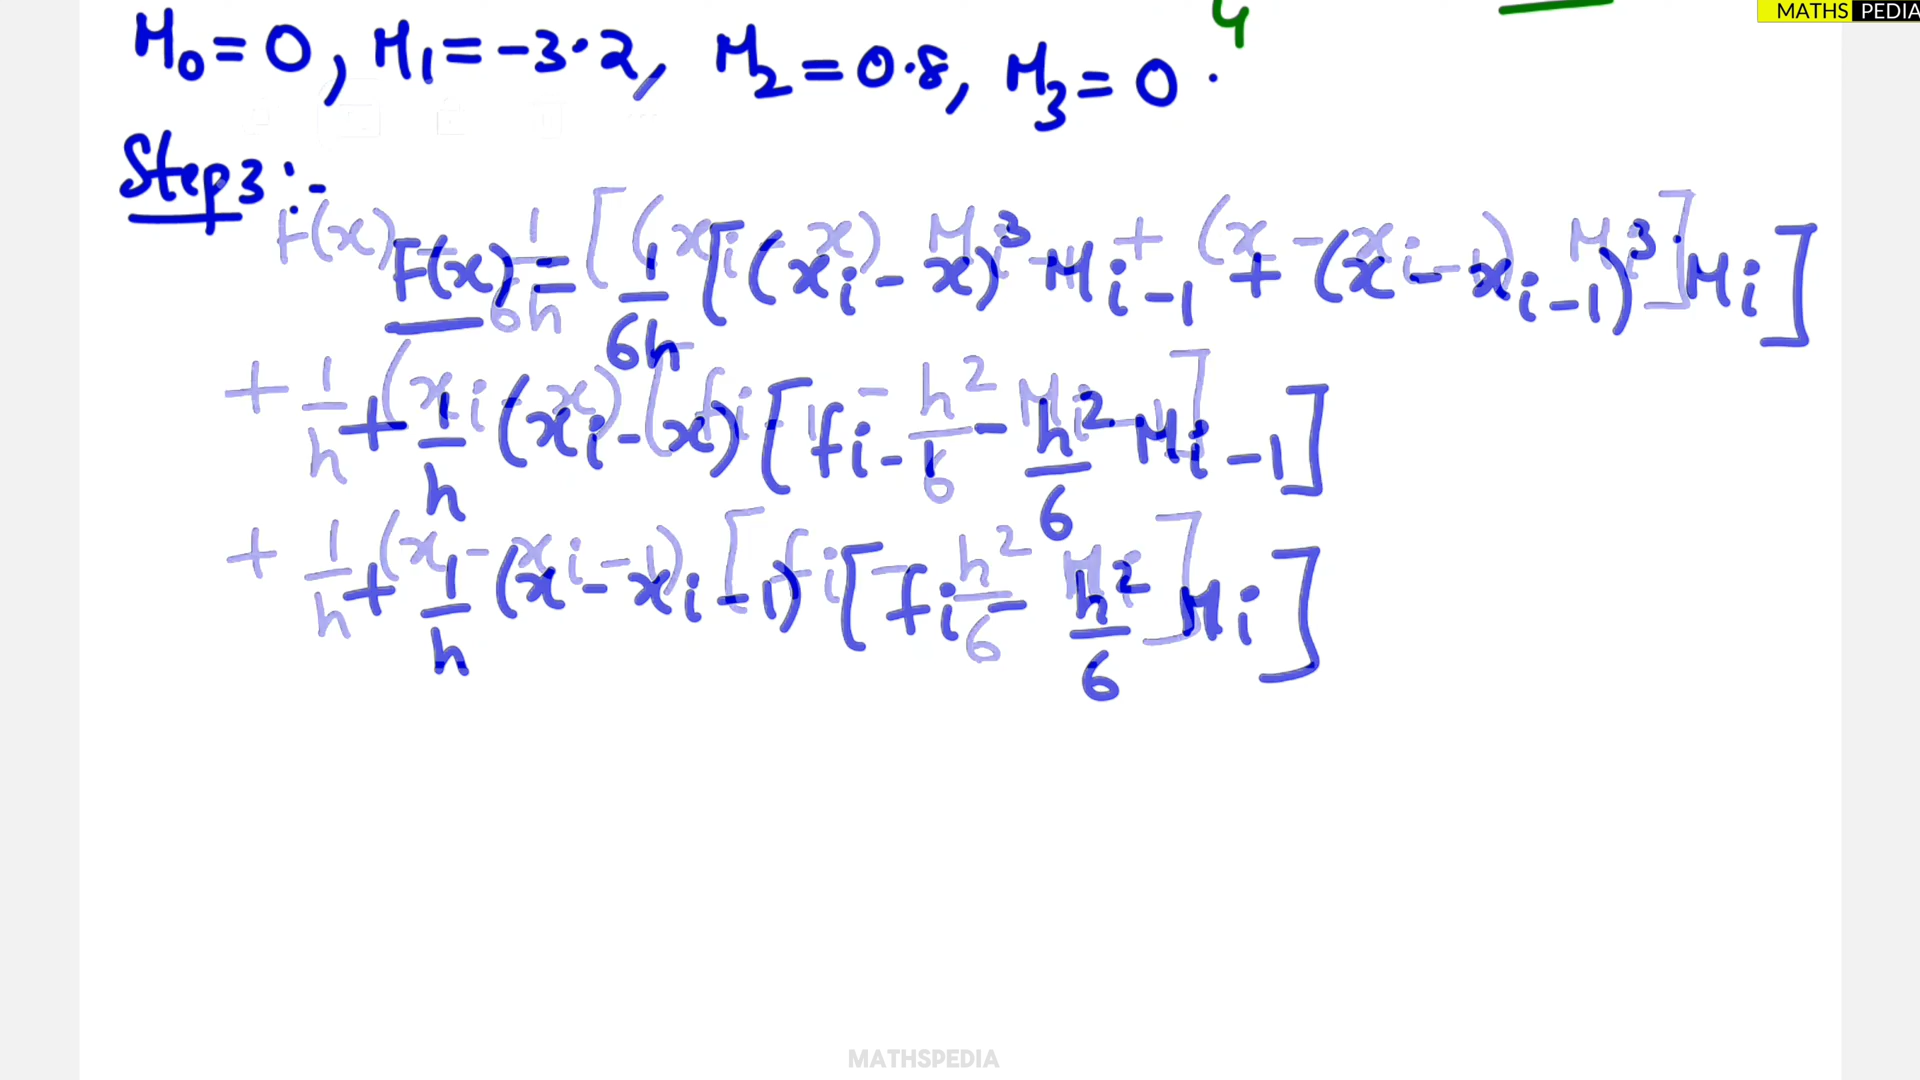 MATHS PEDIA
4
M₀ = 0, M₁ = -3.2, M₂ = 0.8, M₃ = 0.
Step 3:-
F(x) = 1/6h [(xᵢ - x)³ Mᵢ₋₁ + (x - xᵢ₋₁)³ Mᵢ]
+ 1/h (xᵢ - x) [fᵢ₋₁ - h²/6 Mᵢ₋₁]
+ 1/h (x - xᵢ₋₁) [fᵢ - h²/6 Mᵢ]
MATHSPEDIA